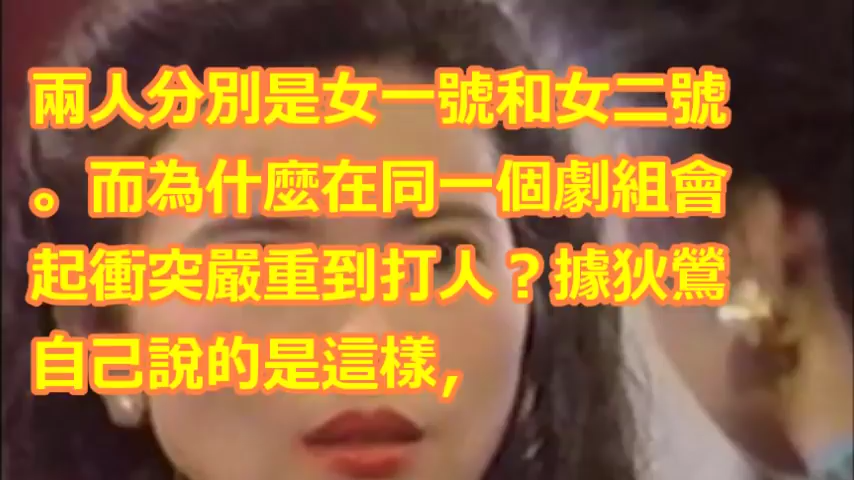 兩人分別是女一號和女二號
。而為什麼在同一個劇組會
起衝突嚴重到打人？據狄鶯
自己說的是這樣，